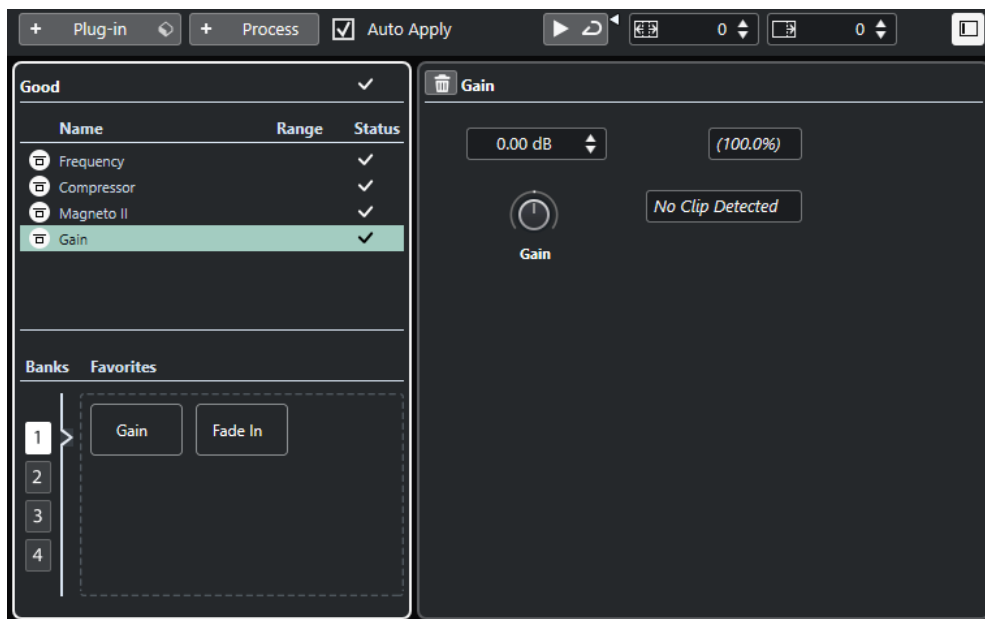 + Plug-in + Process Auto Apply 0 0
Good
Name Range Status
Frequency
Compressor
Magneto II
Gain
Banks Favorites
1
2
3
4
Gain Fade In
Gain
0.00 dB (100.0%)
No Clip Detected
Gain